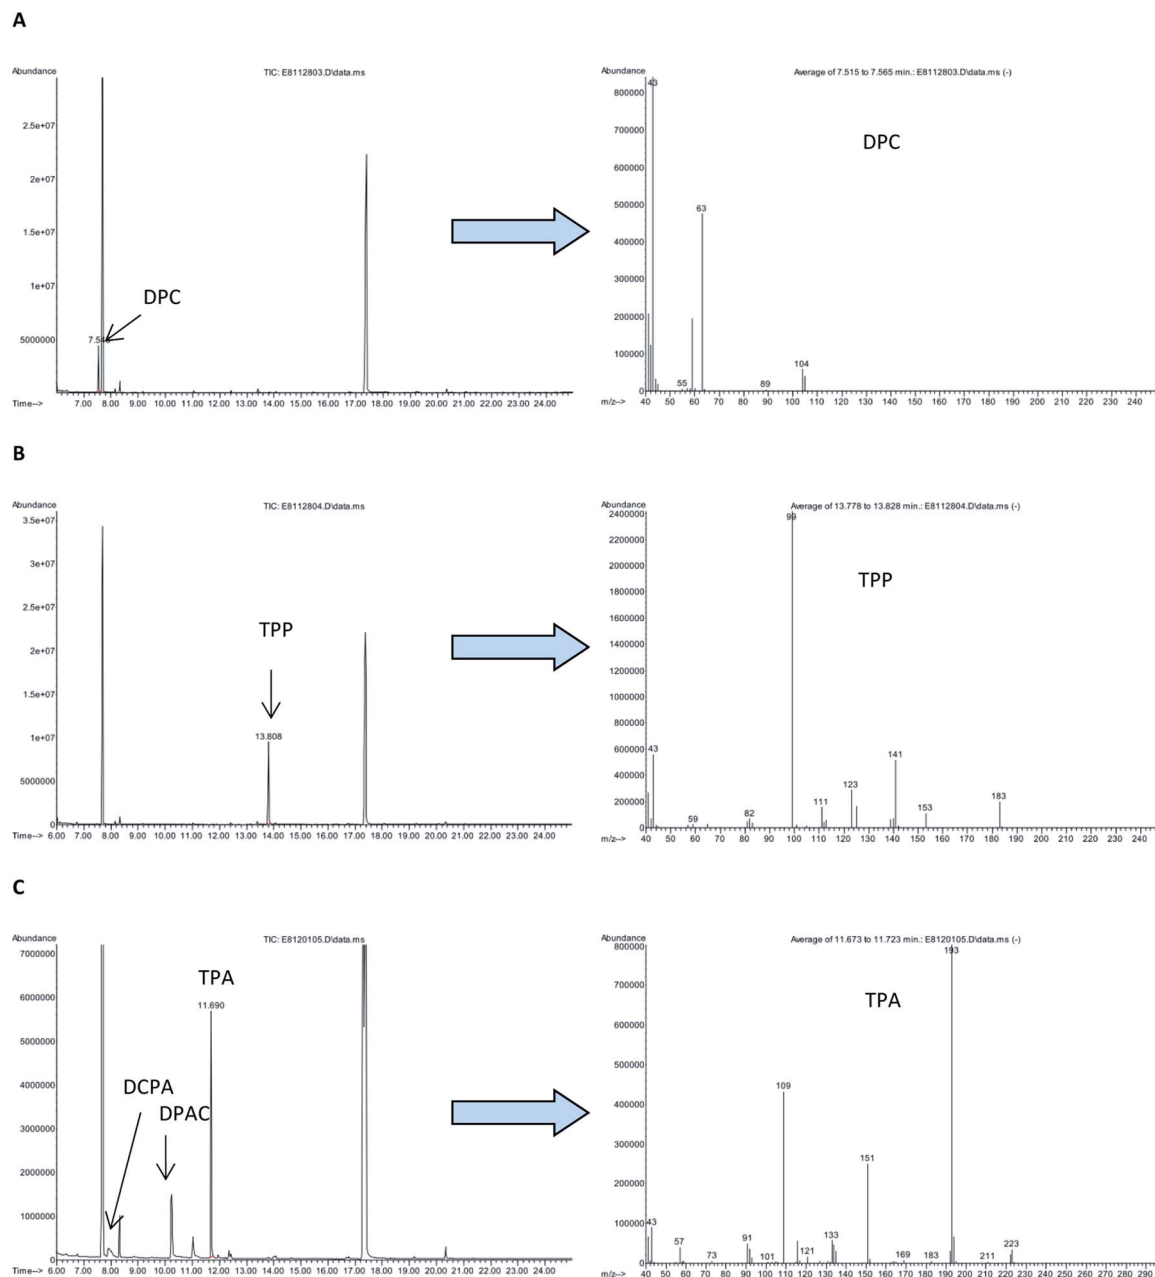 A
Abundance
TIC: E8112803.D\data.ms
2.5e+07
2e+07
1.5e+07
1e+07
5000000
DPC
7.00 8.00 9.00 10.00 11.00 12.00 13.00 14.00 15.00 16.00 17.00 18.00 19.00 20.00 21.00 22.00 23.00 24.00
Time-->
Abundance
Average of 7.515 to 7.565 min.: E8112803.D\data.ms (-)
43
800000
700000
600000
500000
400000
300000
200000
100000
0
DPC
63
55
89
104
40 50 60 70 80 90 100 110 120 130 140 150 160 170 180 190 200 210 220 230 240
m/z-->
B
Abundance
TIC: E8112804.D\data.ms
3.5e+07
3e+07
2.5e+07
2e+07
1.5e+07
1e+07
5000000
0
TPP
13.808
6.00 7.00 8.00 9.00 10.00 11.00 12.00 13.00 14.00 15.00 16.00 17.00 18.00 19.00 20.00 21.00 22.00 23.00 24.00
Time-->
Abundance
Average of 13.778 to 13.828 min.: E8112804.D\data.ms (-)
99
2400000
2200000
2000000
1800000
1600000
1400000
1200000
1000000
800000
600000
400000
200000
0
TPP
43
59
82
111
123
141
153
183
40 50 60 70 80 90 100 110 120 130 140 150 160 170 180 190 200 210 220 230 240
m/z-->
C
Abundance
TIC: E8120105.D\data.ms
7000000
6000000
5000000
4000000
3000000
2000000
1000000
0
TPA
11.690
DCPA
DPAC
6.00 7.00 8.00 9.00 10.00 11.00 12.00 13.00 14.00 15.00 16.00 17.00 18.00 19.00 20.00 21.00 22.00 23.00 24.00
Time-->
Abundance
Average of 11.673 to 11.723 min.: E8120105.D\data.ms (-)
193
800000
700000
600000
500000
400000
300000
200000
100000
0
TPA
43
57
73
91
101
109
121
133
151
169
183
211
223
40 50 60 70 80 90 100 110 120 130 140 150 160 170 180 190 200 210 220 230 240 250 260 270 280 290
m/z-->